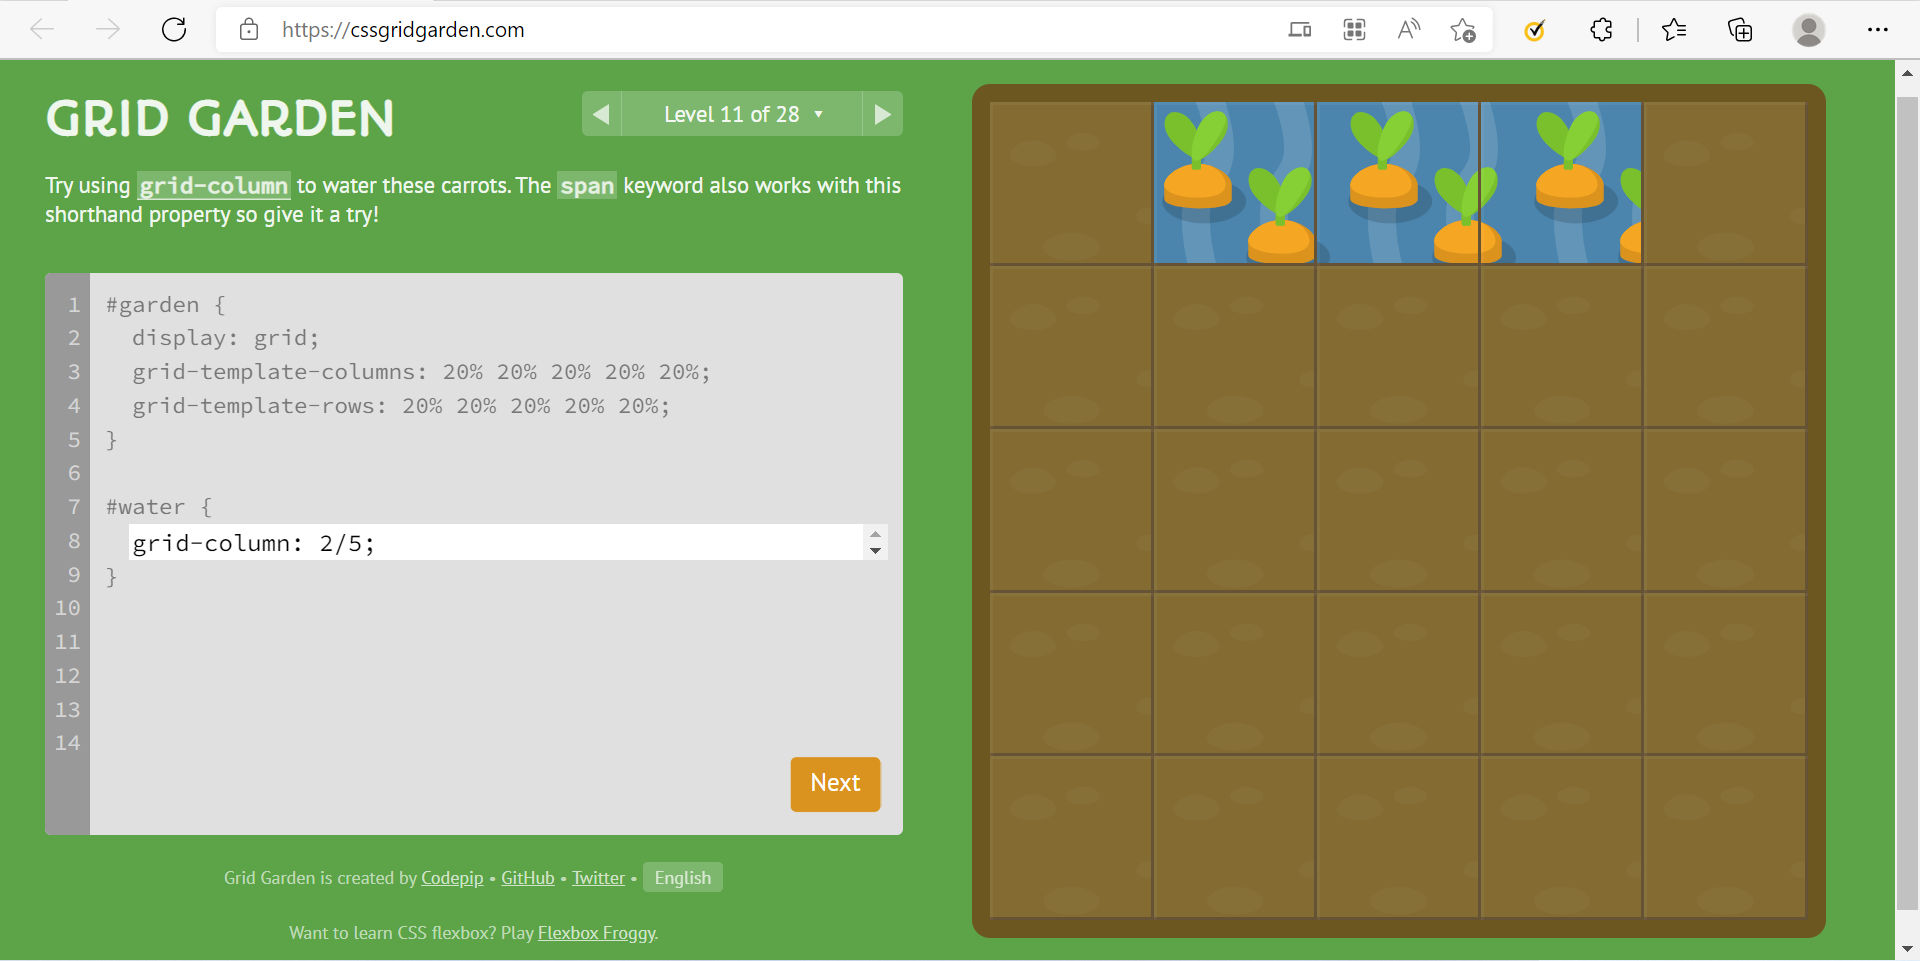 https://cssgridgarden.com
GRID GARDEN
Level 11 of 28
Try using grid-column to water these carrots. The span keyword also works with this
shorthand property so give it a try!
1 #garden {
2 display: grid;
3 grid-template-columns: 20% 20% 20% 20% 20%;
4 grid-template-rows: 20% 20% 20% 20% 20%;
5 }
6
7 #water {
8 grid-column: 2/5;
9 }
10
11
12
13
14
Next
Grid Garden is created by Codepip • GitHub • Twitter • English
Want to learn CSS flexbox? Play Flexbox Froggy.